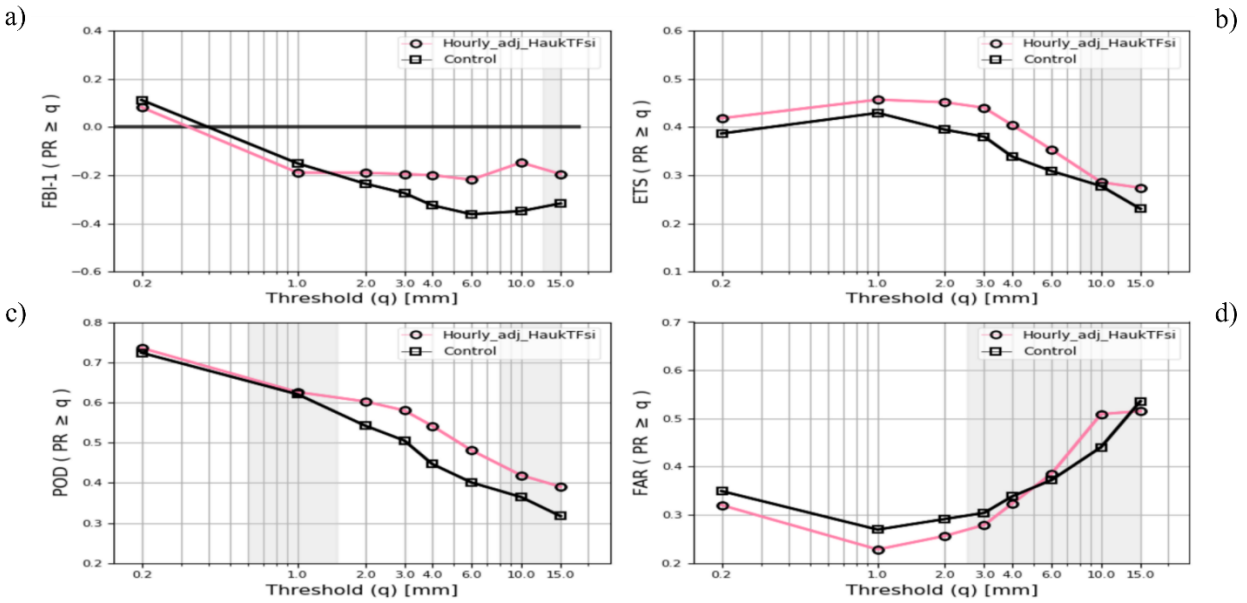 a)
b)
0.4
0.2
0.0
−0.2
−0.4
−0.6
FBI-1 ( PR ≥ q )
Hourly_adj_HaukTFsi
Control
0.2
1.0
2.0
3.0
4.0
6.0
10.0
15.0
Threshold (q) [mm]
0.6
0.5
0.4
0.3
0.2
0.1
ETS ( PR ≥ q )
Hourly_adj_HaukTFsi
Control
0.2
1.0
2.0
3.0
4.0
6.0
10.0
15.0
Threshold (q) [mm]
c)
d)
0.8
0.7
0.6
0.5
0.4
0.3
0.2
POD ( PR ≥ q )
Hourly_adj_HaukTFsi
Control
0.2
1.0
2.0
3.0
4.0
6.0
10.0
15.0
Threshold (q) [mm]
0.7
0.6
0.5
0.4
0.3
0.2
FAR ( PR ≥ q )
Hourly_adj_HaukTFsi
Control
0.2
1.0
2.0
3.0
4.0
6.0
10.0
15.0
Threshold (q) [mm]